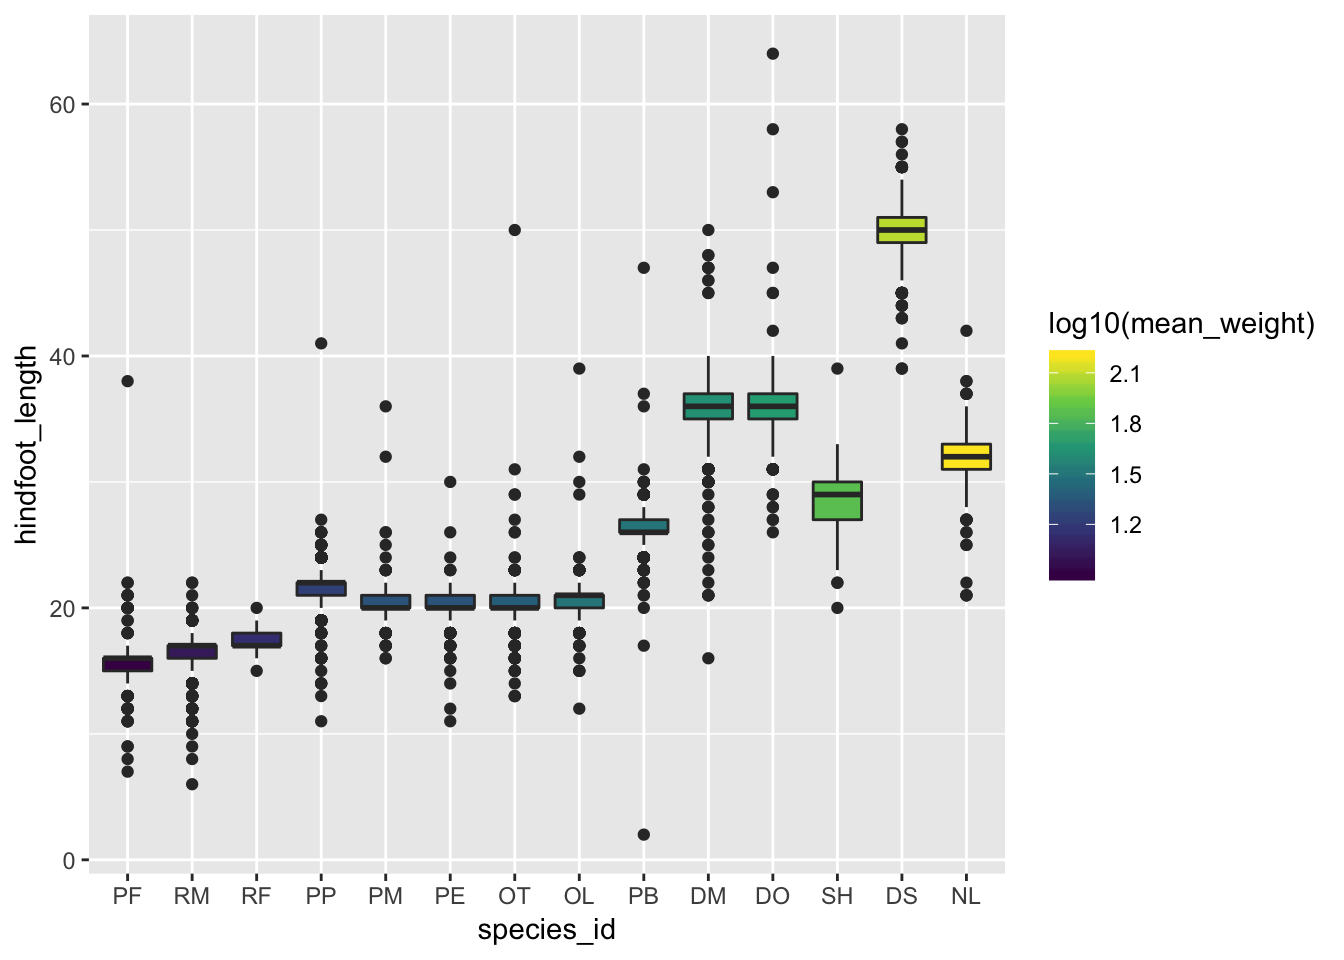 60
40
20
0
hindfoot_length
PF RM RF PP PM PE OT OL PB DM DO SH DS NL
species_id
log10(mean_weight)
2.1
1.8
1.5
1.2